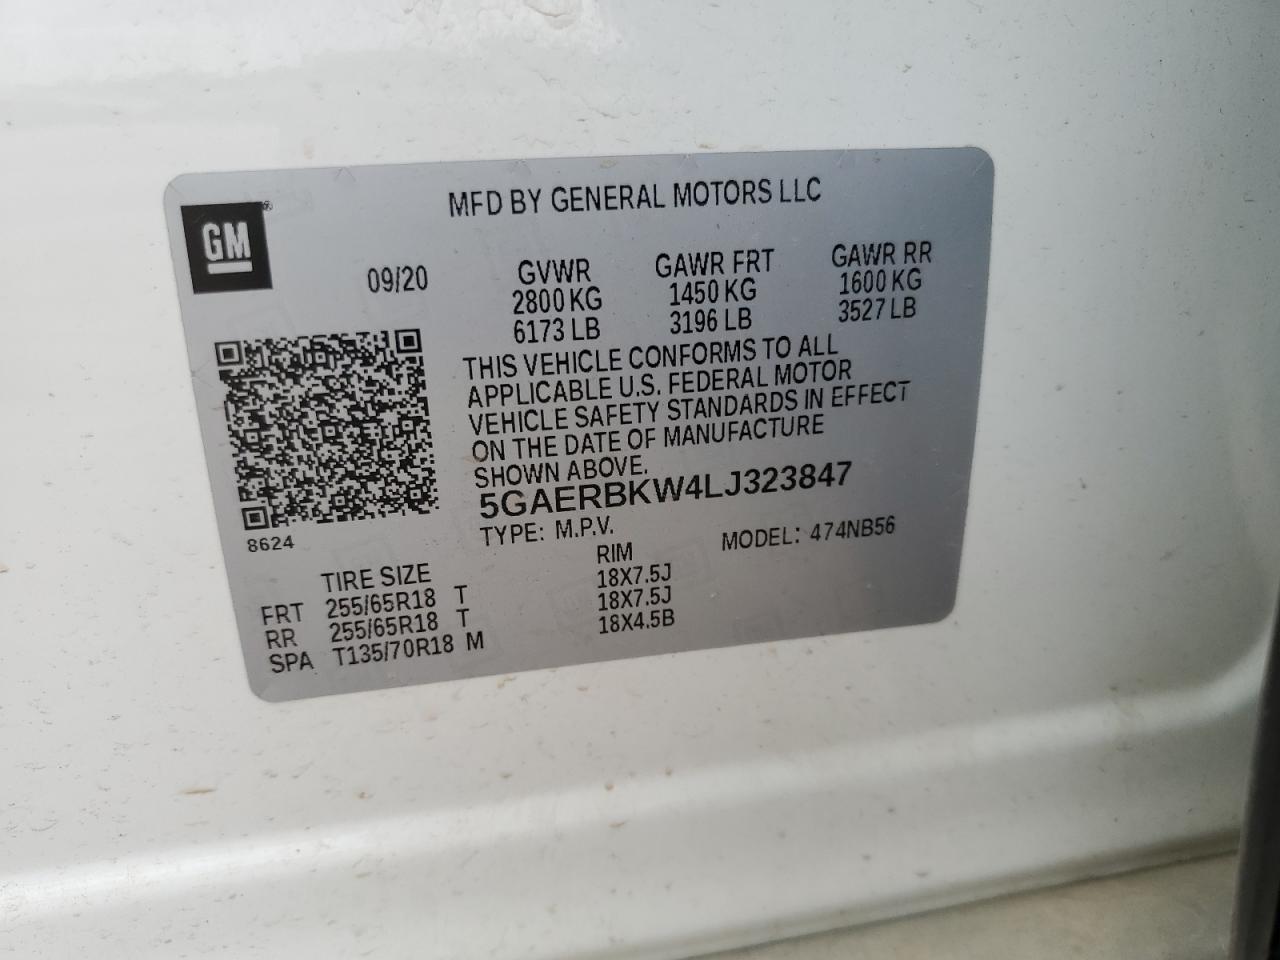 MFD BY GENERAL MOTORS LLC
GM®
09/20 GVWR GAWR FRT GAWR RR
2800 KG 1450 KG 1600 KG
6173 LB 3196 LB 3527 LB
THIS VEHICLE CONFORMS TO ALL
APPLICABLE U.S. FEDERAL MOTOR
VEHICLE SAFETY STANDARDS IN EFFECT
ON THE DATE OF MANUFACTURE
SHOWN ABOVE.
5GAERBKW4LJ323847
8624
TYPE: M.P.V. MODEL: 474NB56
TIRE SIZE RIM
FRT 255/65R18 T 18X7.5J
RR 255/65R18 T 18X7.5J
SPA T135/70R18 M 18X4.5B